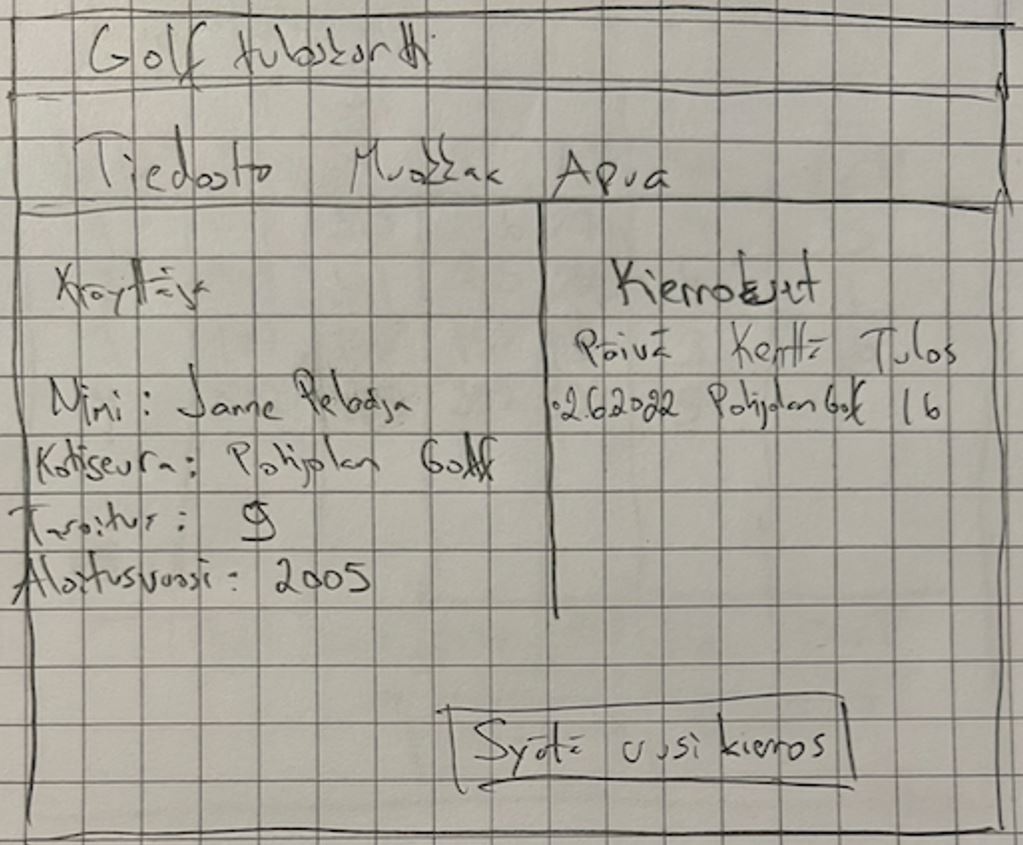 Golf tuloskortti
Tiedosto Muokkaa Apua
Käyttäjä
Nimi: Janne Pelaaja
Kotiseura: Pohjolan Golf
Tasoitus: 9
Aloitusvuosi: 2005
Kierrokset
Päivä Kenttä Tulos
2.6.2022 Pohjolan Golf 16
Syötä uusi kierros